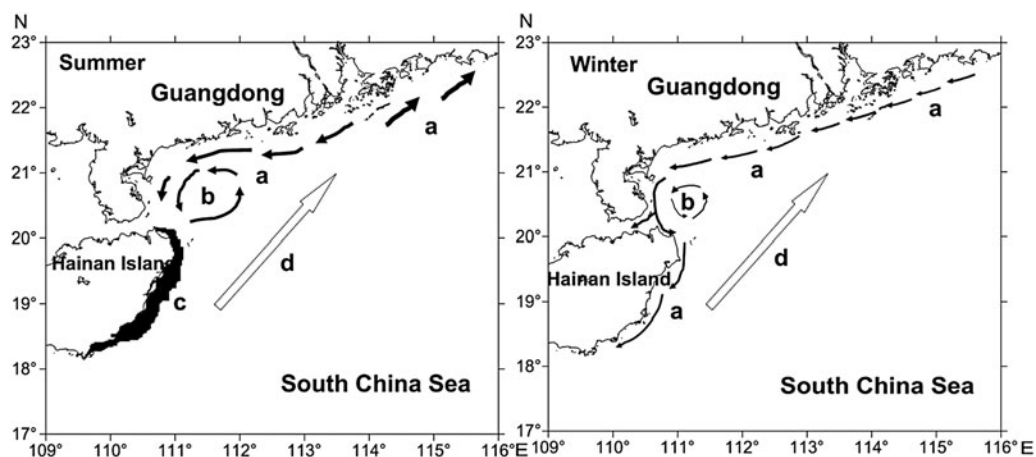 N
23°
22°
21°
20°
19°
18°
17°
109° 110° 111° 112° 113° 114° 115° 116°E
Summer
Guangdong
a
a
b
d
Hainan Island
c
South China Sea
N
23°
22°
21°
20°
19°
18°
17°
109° 110° 111° 112° 113° 114° 115° 116°E
Winter
Guangdong
a
a
b
d
Hainan Island
a
South China Sea